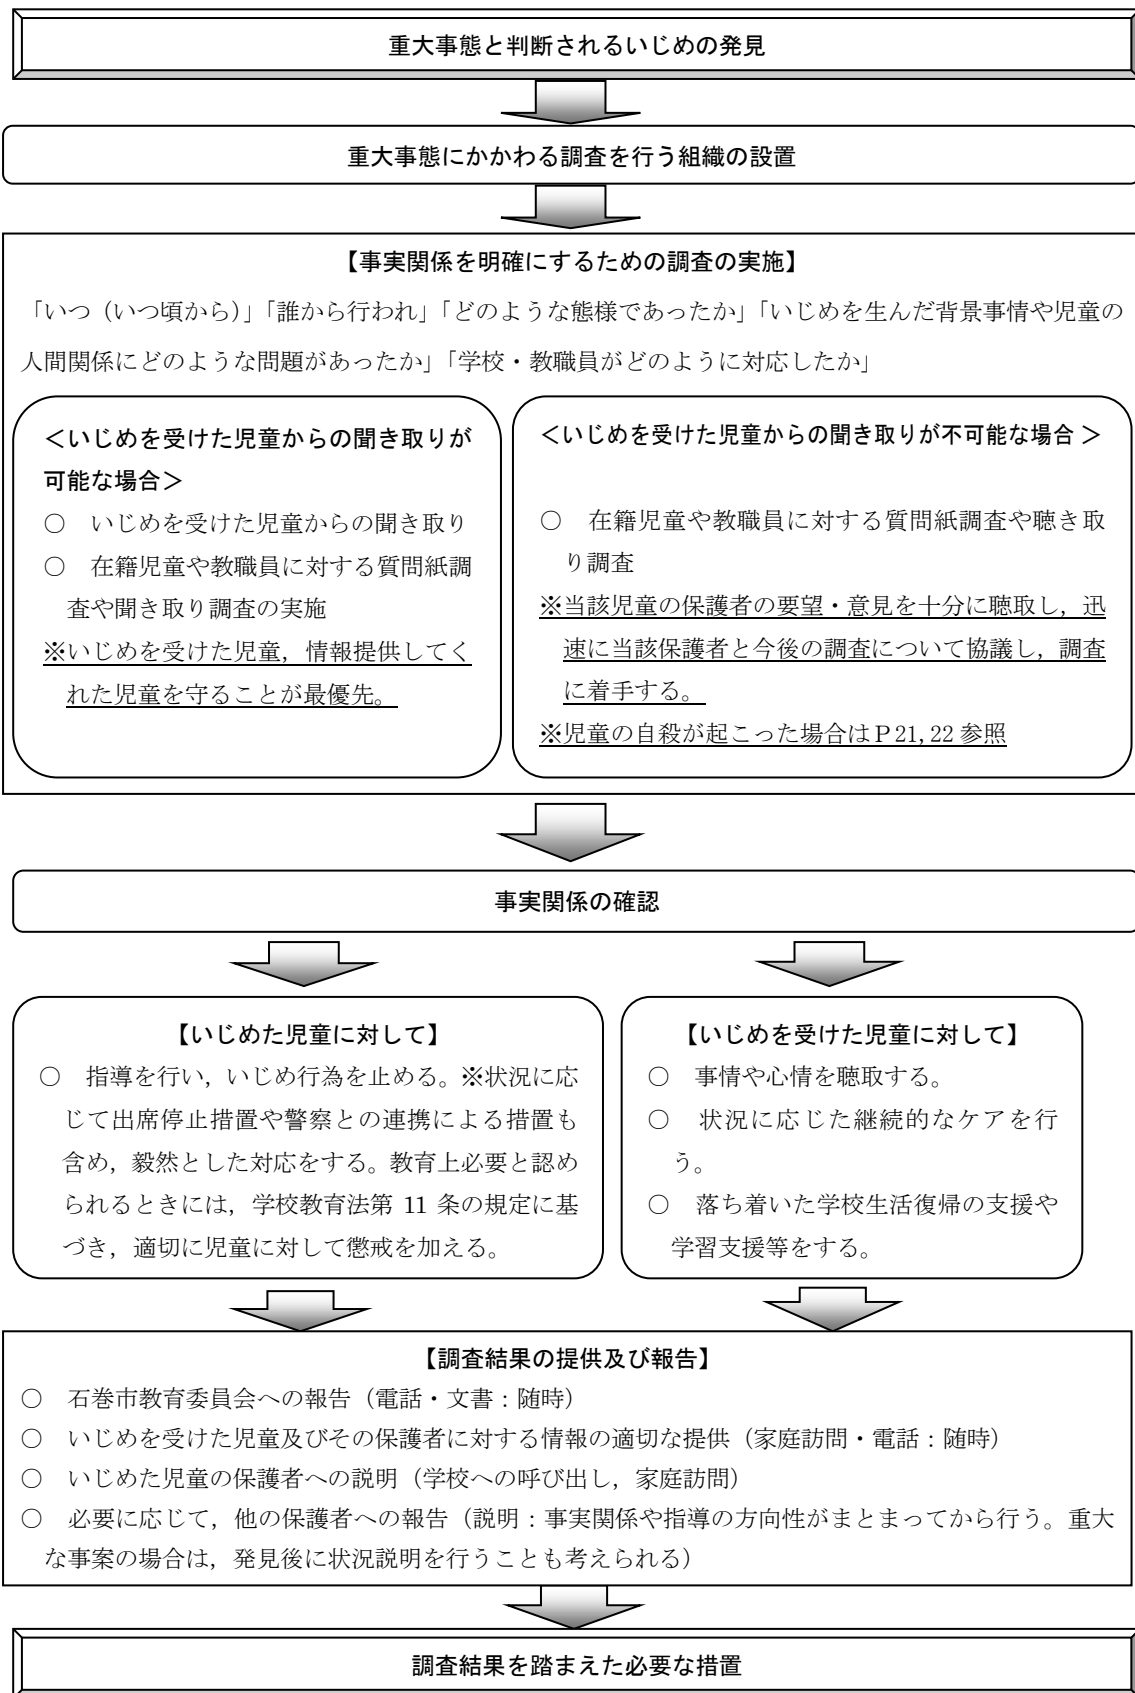 重大事態と判断されるいじめの発見
重大事態にかかわる調査を行う組織の設置
【事実関係を明確にするための調査の実施】
「いつ（いつ頃から）」「誰から行われ」「どのような態様であったか」「いじめを生んだ背景事情や児童の
人間関係にどのような問題があったか」「学校・教職員がどのように対応したか」
＜いじめを受けた児童からの聞き取りが
可能な場合＞
○　いじめを受けた児童からの聞き取り
○　在籍児童や教職員に対する質問紙調
査や聞き取り調査の実施
※いじめを受けた児童，情報提供してく
れた児童を守ることが最優先。
＜いじめを受けた児童からの聞き取りが不可能な場合 ＞
○　在籍児童や教職員に対する質問紙調査や聴き取
り調査
※当該児童の保護者の要望・意見を十分に聴取し，迅
速に当該保護者と今後の調査について協議し，調査
に着手する。
※児童の自殺が起こった場合はＰ21, 22 参照
事実関係の確認
【いじめた児童に対して】
○　指導を行い，いじめ行為を止める。※状況に応
じて出席停止措置や警察との連携による措置も
含め，毅然とした対応をする。教育上必要と認め
られるときには，学校教育法第 11 条の規定に基
づき，適切に児童に対して懲戒を加える。
【いじめを受けた児童に対して】
○　事情や心情を聴取する。
○　状況に応じた継続的なケアを行
う。
○　落ち着いた学校生活復帰の支援や
学習支援等をする。
【調査結果の提供及び報告】
○　石巻市教育委員会への報告（電話・文書：随時）
○　いじめを受けた児童及びその保護者に対する情報の適切な提供（家庭訪問・電話：随時）
○　いじめた児童の保護者への説明（学校への呼び出し，家庭訪問）
○　必要に応じて，他の保護者への報告（説明：事実関係や指導の方向性がまとまってから行う。重大
な事案の場合は，発見後に状況説明を行うことも考えられる）
調査結果を踏まえた必要な措置